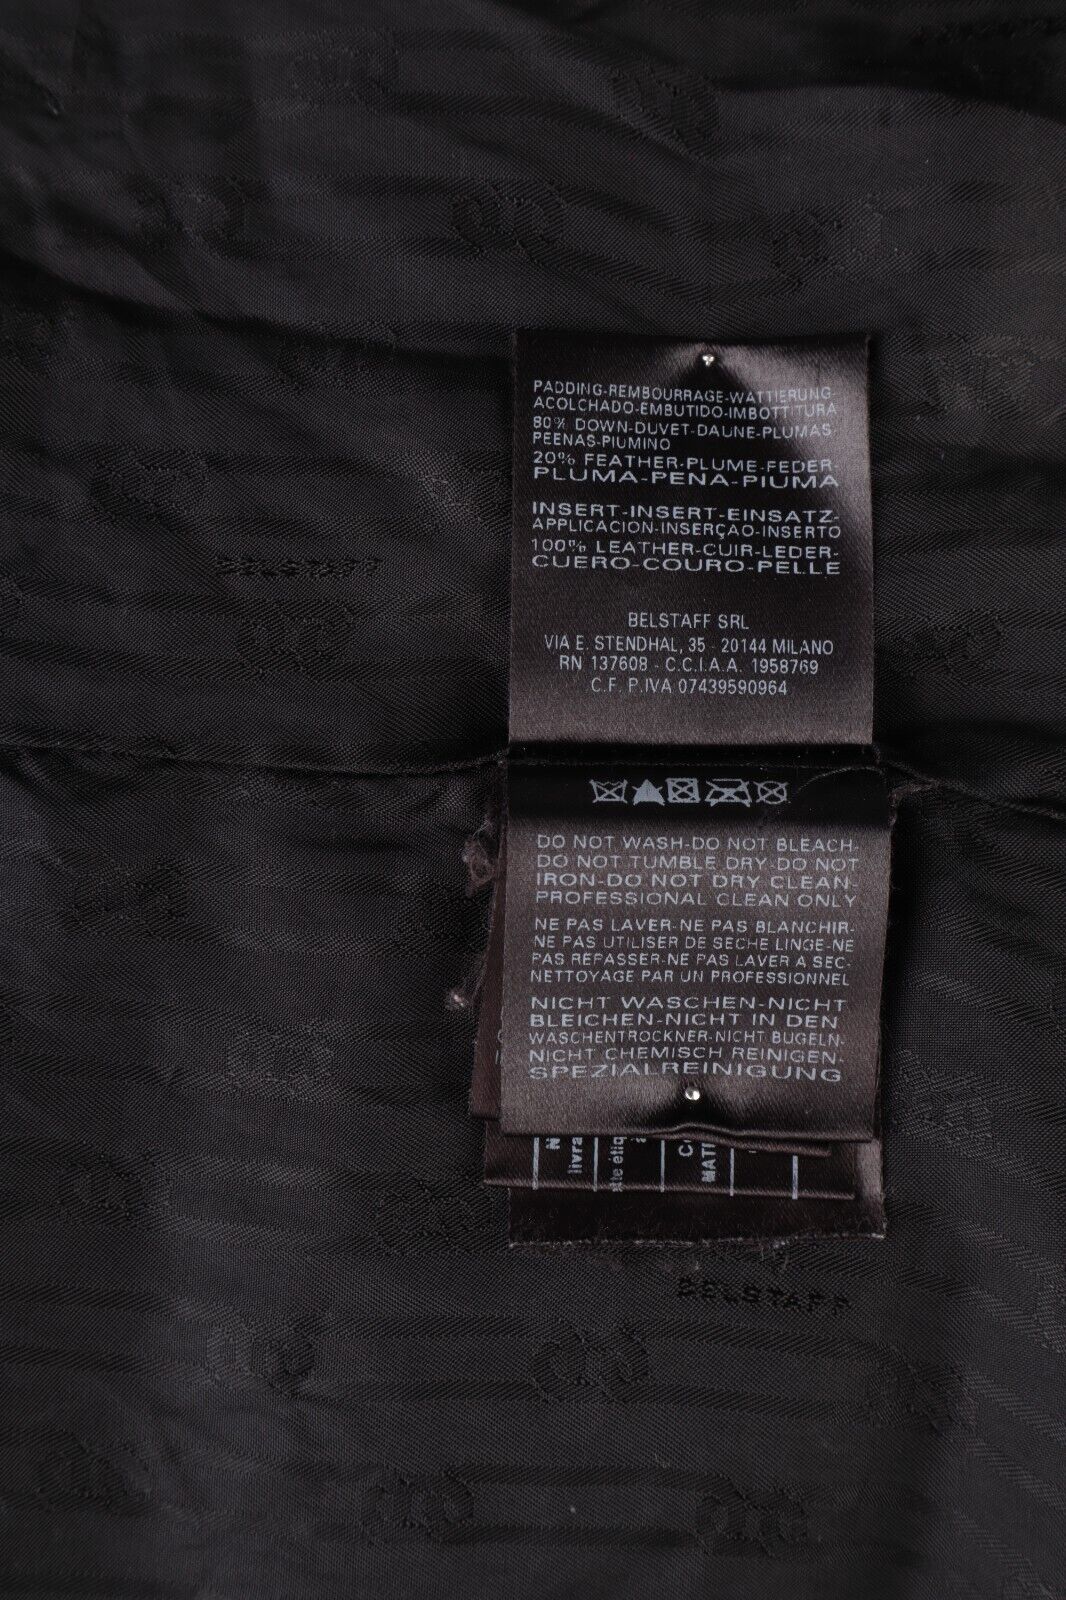 PADDING-REMBOURRAGE-WATTIERUNG
ACOLCHADO-EMBUTIDO-IMBOTTITURA
80% DOWN-DUVET-DAUNE-PLUMAS
PEENAS-PIUMINO
20% FEATHER-PLUME-FEDER-
PLUMA-PENA-PIUMA
INSERT-INSERT-EINSATZ-
APPLICACION-INSERÇAO-INSERTO
100% LEATHER-CUIR-LEDER-
CUERO-COURO-PELLE
BELSTAFF
BELSTAFF SRL
VIA E. STENDHAL, 35 - 20144 MILANO
RN 137608 - C.C.I.A.A. 1958769
C.F. P.IVA 07439590964
DO NOT WASH-DO NOT BLEACH-
DO NOT TUMBLE DRY-DO NOT
IRON-DO NOT DRY CLEAN-
PROFESSIONAL CLEAN ONLY
NE PAS LAVER-NE PAS BLANCHIR-
NE PAS UTILISER DE SECHE LINGE-NE
PAS REPASSER-NE PAS LAVER A SEC-
NETTOYAGE PAR UN PROFESSIONNEL
NICHT WASCHEN-NICHT
BLEICHEN-NICHT IN DEN
WASCHENTROCKNER-NICHT BUGELN-
NICHT CHEMISCH REINIGEN-
SPEZIALREINIGUNG
livra
tte étiq
MATI
BELSTAFF